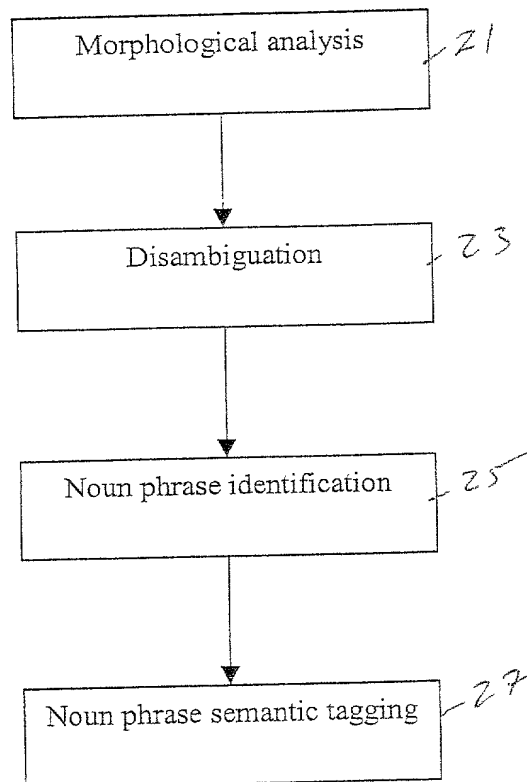 Morphological analysis
21
Disambiguation
23
Noun phrase identification
25
Noun phrase semantic tagging
27